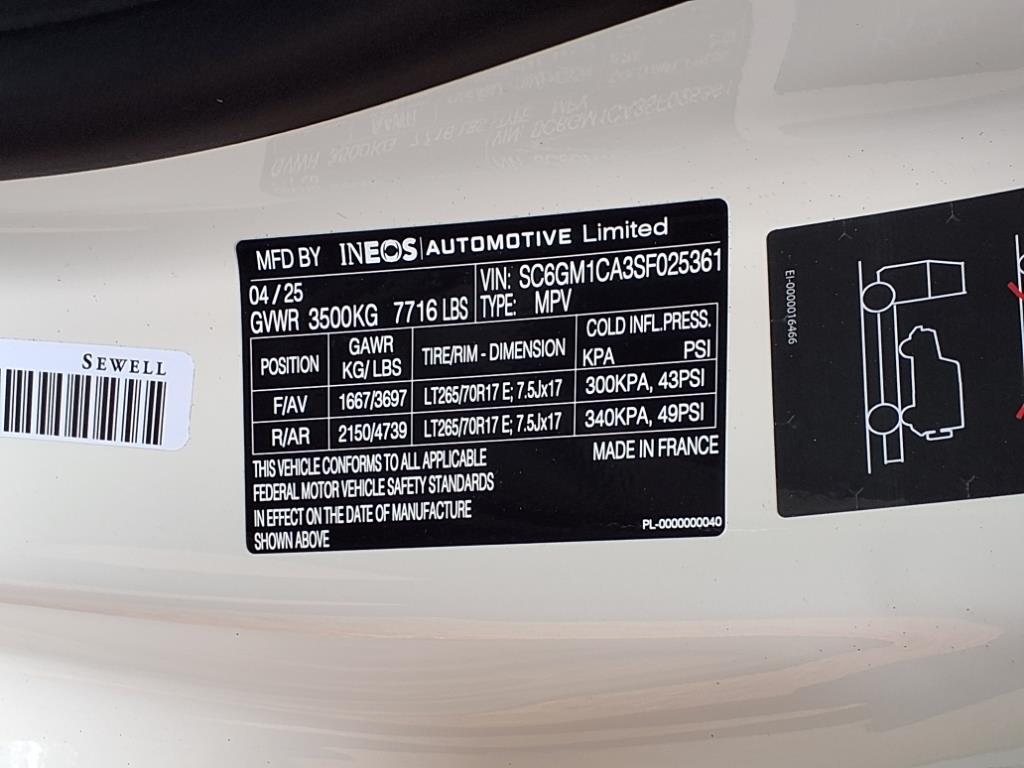 MFD BY INEOS | AUTOMOTIVE Limited
04 / 25
GVWR 3500KG 7716 LBS
VIN: SC6GM1CA3SF025361
TYPE: MPV
POSITION GAWR KG/ LBS TIRE/RIM - DIMENSION COLD INFL.PRESS. KPA PSI
F/AV 1667/3697 LT265/70R17 E; 7.5Jx17 300KPA, 43PSI
R/AR 2150/4739 LT265/70R17 E; 7.5Jx17 340KPA, 49PSI
THIS VEHICLE CONFORMS TO ALL APPLICABLE
FEDERAL MOTOR VEHICLE SAFETY STANDARDS
IN EFFECT ON THE DATE OF MANUFACTURE
SHOWN ABOVE
MADE IN FRANCE
PL-0000000040
SEWELL
EI-0000016466